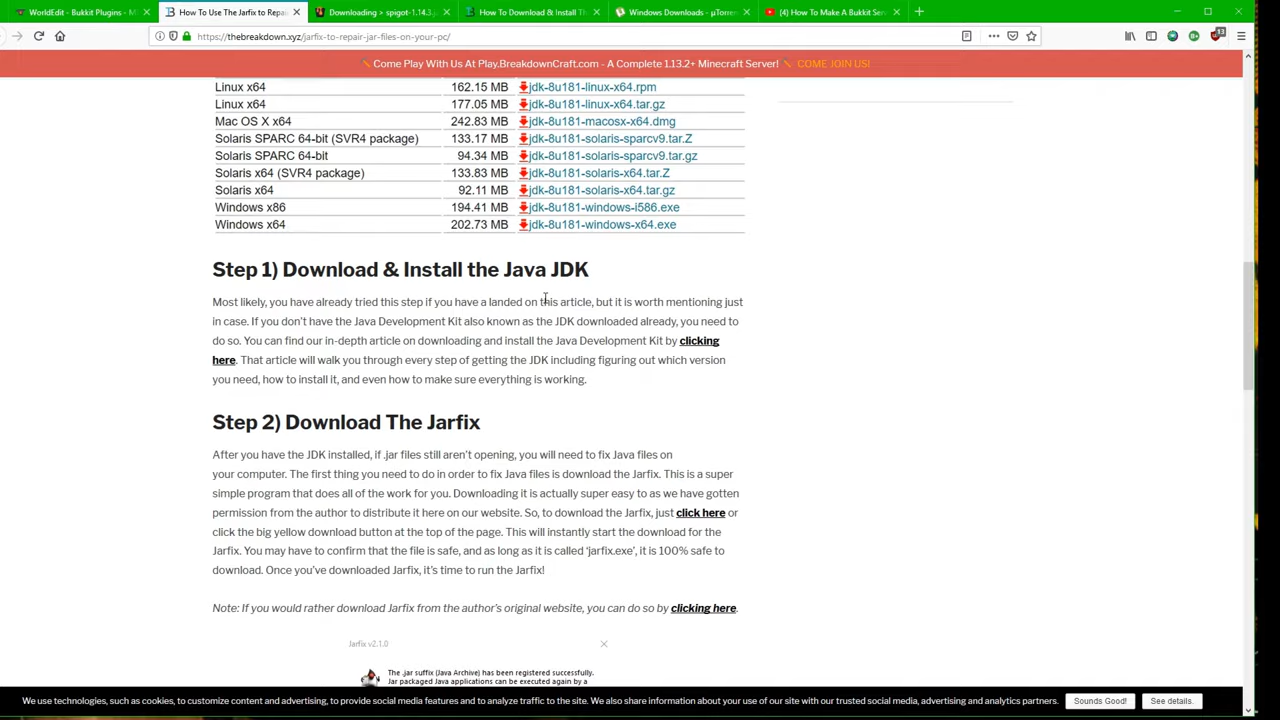 WorldEdit - Bukkit Plugins - Mi
How To Use The Jarfix to Repair
Downloading > spigot-1.14.3.j
How To Download & Install Th
Windows Downloads - µTorren
(4) How To Make A Bukkit Ser
https://thebreakdown.xyz/jarfix-to-repair-jar-files-on-your-pc/
13
Come Play With Us At Play.BreakdownCraft.com - A Complete 1.13.2+ Minecraft Server! COME JOIN US!
Linux x64 162.15 MB jdk-8u181-linux-x64.rpm
Linux x64 177.05 MB jdk-8u181-linux-x64.tar.gz
Mac OS X x64 242.83 MB jdk-8u181-macosx-x64.dmg
Solaris SPARC 64-bit (SVR4 package) 133.17 MB jdk-8u181-solaris-sparcv9.tar.Z
Solaris SPARC 64-bit 94.34 MB jdk-8u181-solaris-sparcv9.tar.gz
Solaris x64 (SVR4 package) 133.83 MB jdk-8u181-solaris-x64.tar.Z
Solaris x64 92.11 MB jdk-8u181-solaris-x64.tar.gz
Windows x86 194.41 MB jdk-8u181-windows-i586.exe
Windows x64 202.73 MB jdk-8u181-windows-x64.exe
Step 1) Download & Install the Java JDK
Most likely, you have already tried this step if you have a landed on this article, but it is worth mentioning just
in case. If you don't have the Java Development Kit also known as the JDK downloaded already, you need to
do so. You can find our in-depth article on downloading and install the Java Development Kit by clicking
here. That article will walk you through every step of getting the JDK including figuring out which version
you need, how to install it, and even how to make sure everything is working.
Step 2) Download The Jarfix
After you have the JDK installed, if .jar files still aren't opening, you will need to fix Java files on
your computer. The first thing you need to do in order to fix Java files is download the Jarfix. This is a super
simple program that does all of the work for you. Downloading it is actually super easy to as we have gotten
permission from the author to distribute it here on our website. So, to download the Jarfix, just click here or
click the big yellow download button at the top of the page. This will instantly start the download for the
Jarfix. You may have to confirm that the file is safe, and as long as it is called 'jarfix.exe', it is 100% safe to
download. Once you've downloaded Jarfix, it's time to run the Jarfix!
Note: If you would rather download Jarfix from the author's original website, you can do so by clicking here.
Jarfix v2.1.0
The .jar suffix (Java Archive) has been registered successfully.
Jar packaged Java applications can be executed again by a
We use technologies, such as cookies, to customize content and advertising, to provide social media features and to analyze traffic to the site. We also share information about your use of our site with our trusted social media, advertising and analytics partners. Sounds Good! See details.